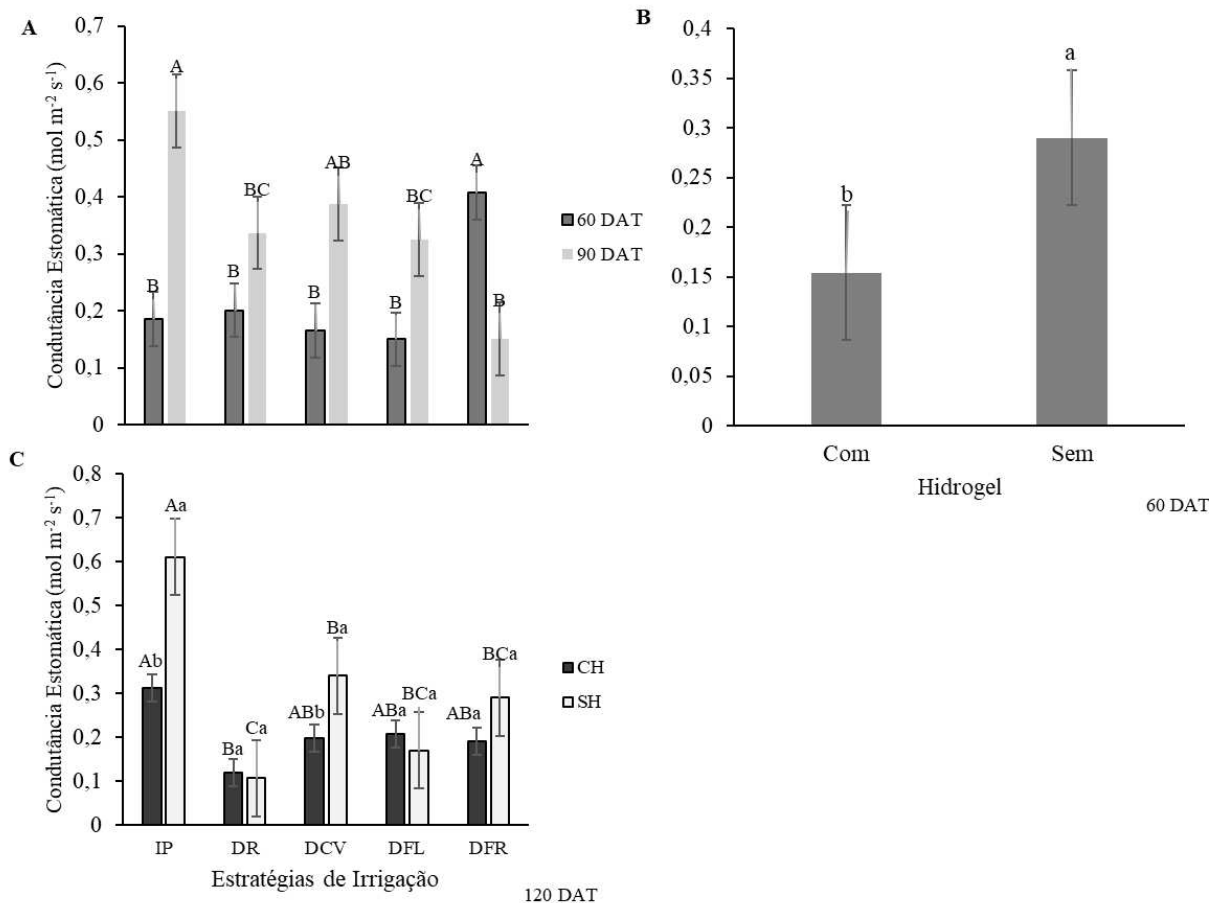 A
Condutância Estomática (mol m⁻² s⁻¹)
0,7
0,6
0,5
0,4
0,3
0,2
0,1
0
B
A
B
BC
B
AB
B
BC
A
B
60 DAT
90 DAT
B
0,4
0,35
0,3
0,25
0,2
0,15
0,1
0,05
0
b
a
Com
Sem
Hidrogel
60 DAT
C
Condutância Estomática (mol m⁻² s⁻¹)
0,8
0,7
0,6
0,5
0,4
0,3
0,2
0,1
0
Ab
Aa
Ba
Ca
ABb
Ba
ABa
BCa
ABa
BCa
CH
SH
IP
DR
DCV
DFL
DFR
Estratégias de Irrigação
120 DAT